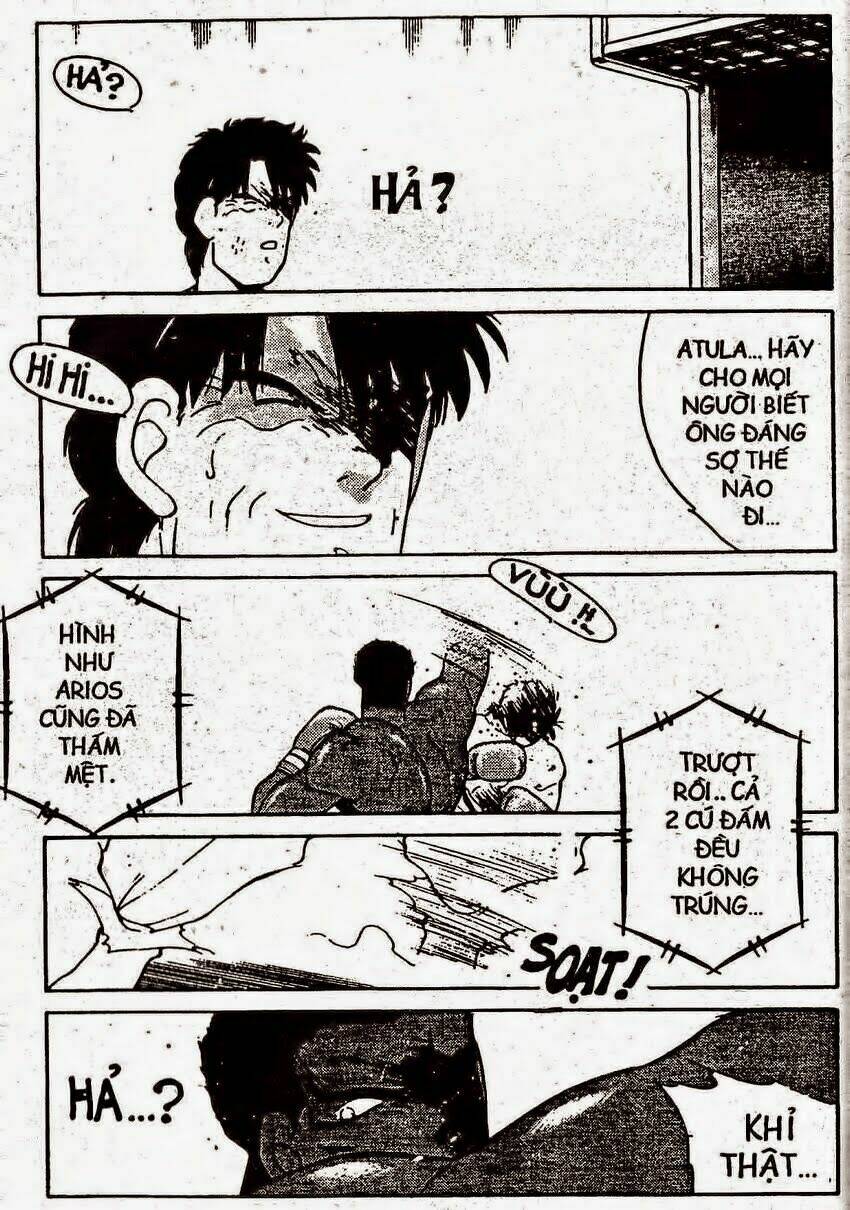 HẢ?
HẢ?
HI HI...
ATULA... HÃY
CHO MỌI
NGƯỜI BIẾT
ÔNG ĐÁNG
SỢ THẾ
NÀO
ĐI...
VÙÙ!!
HÌNH
NHƯ
ARIOS
CŨNG ĐÃ
THẤM
MỆT.
TRƯỢT
RỒI.. CẢ
2 CÚ ĐẤM
ĐỀU
KHÔNG
TRÚNG...
SOẠT!
HẢ...?
KHỈ
THẬT...